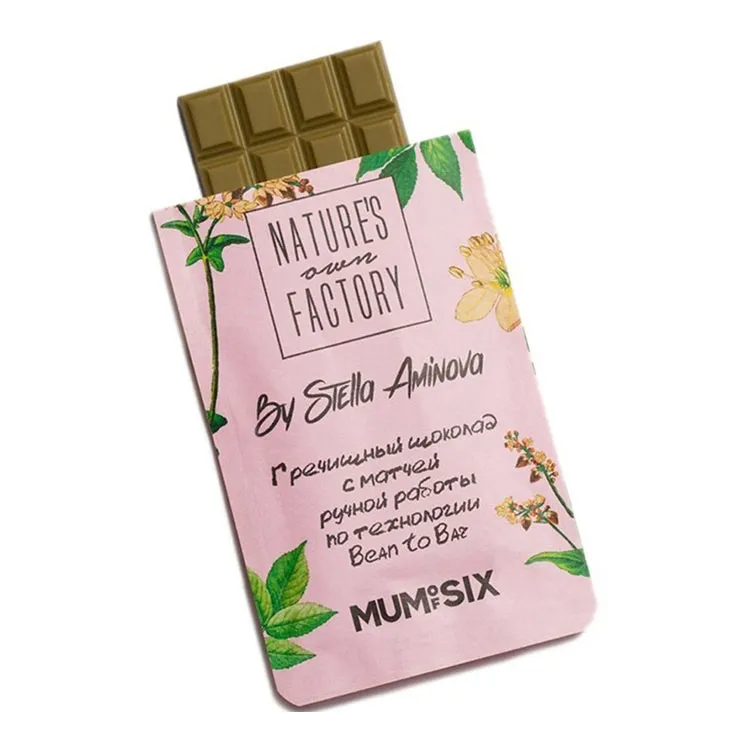 NATURE'S
own
FACTORY
By Stella Aminova
Гречишный шоколад
с матчей
ручной работы
по технологии
Bean to Bar
MUM OF SIX